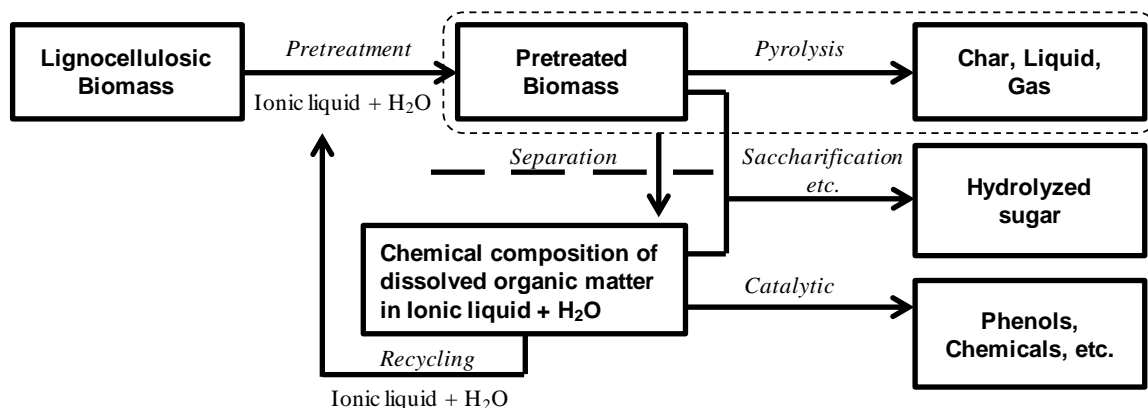 Lignocellulosic
Biomass
Pretreatment
Ionic liquid + H₂O
Pretreated
Biomass
Pyrolysis
Char, Liquid,
Gas
Separation
Saccharification
etc.
Hydrolyzed
sugar
Chemical composition of
dissolved organic matter
in Ionic liquid + H₂O
Catalytic
Phenols,
Chemicals, etc.
Recycling
Ionic liquid + H₂O